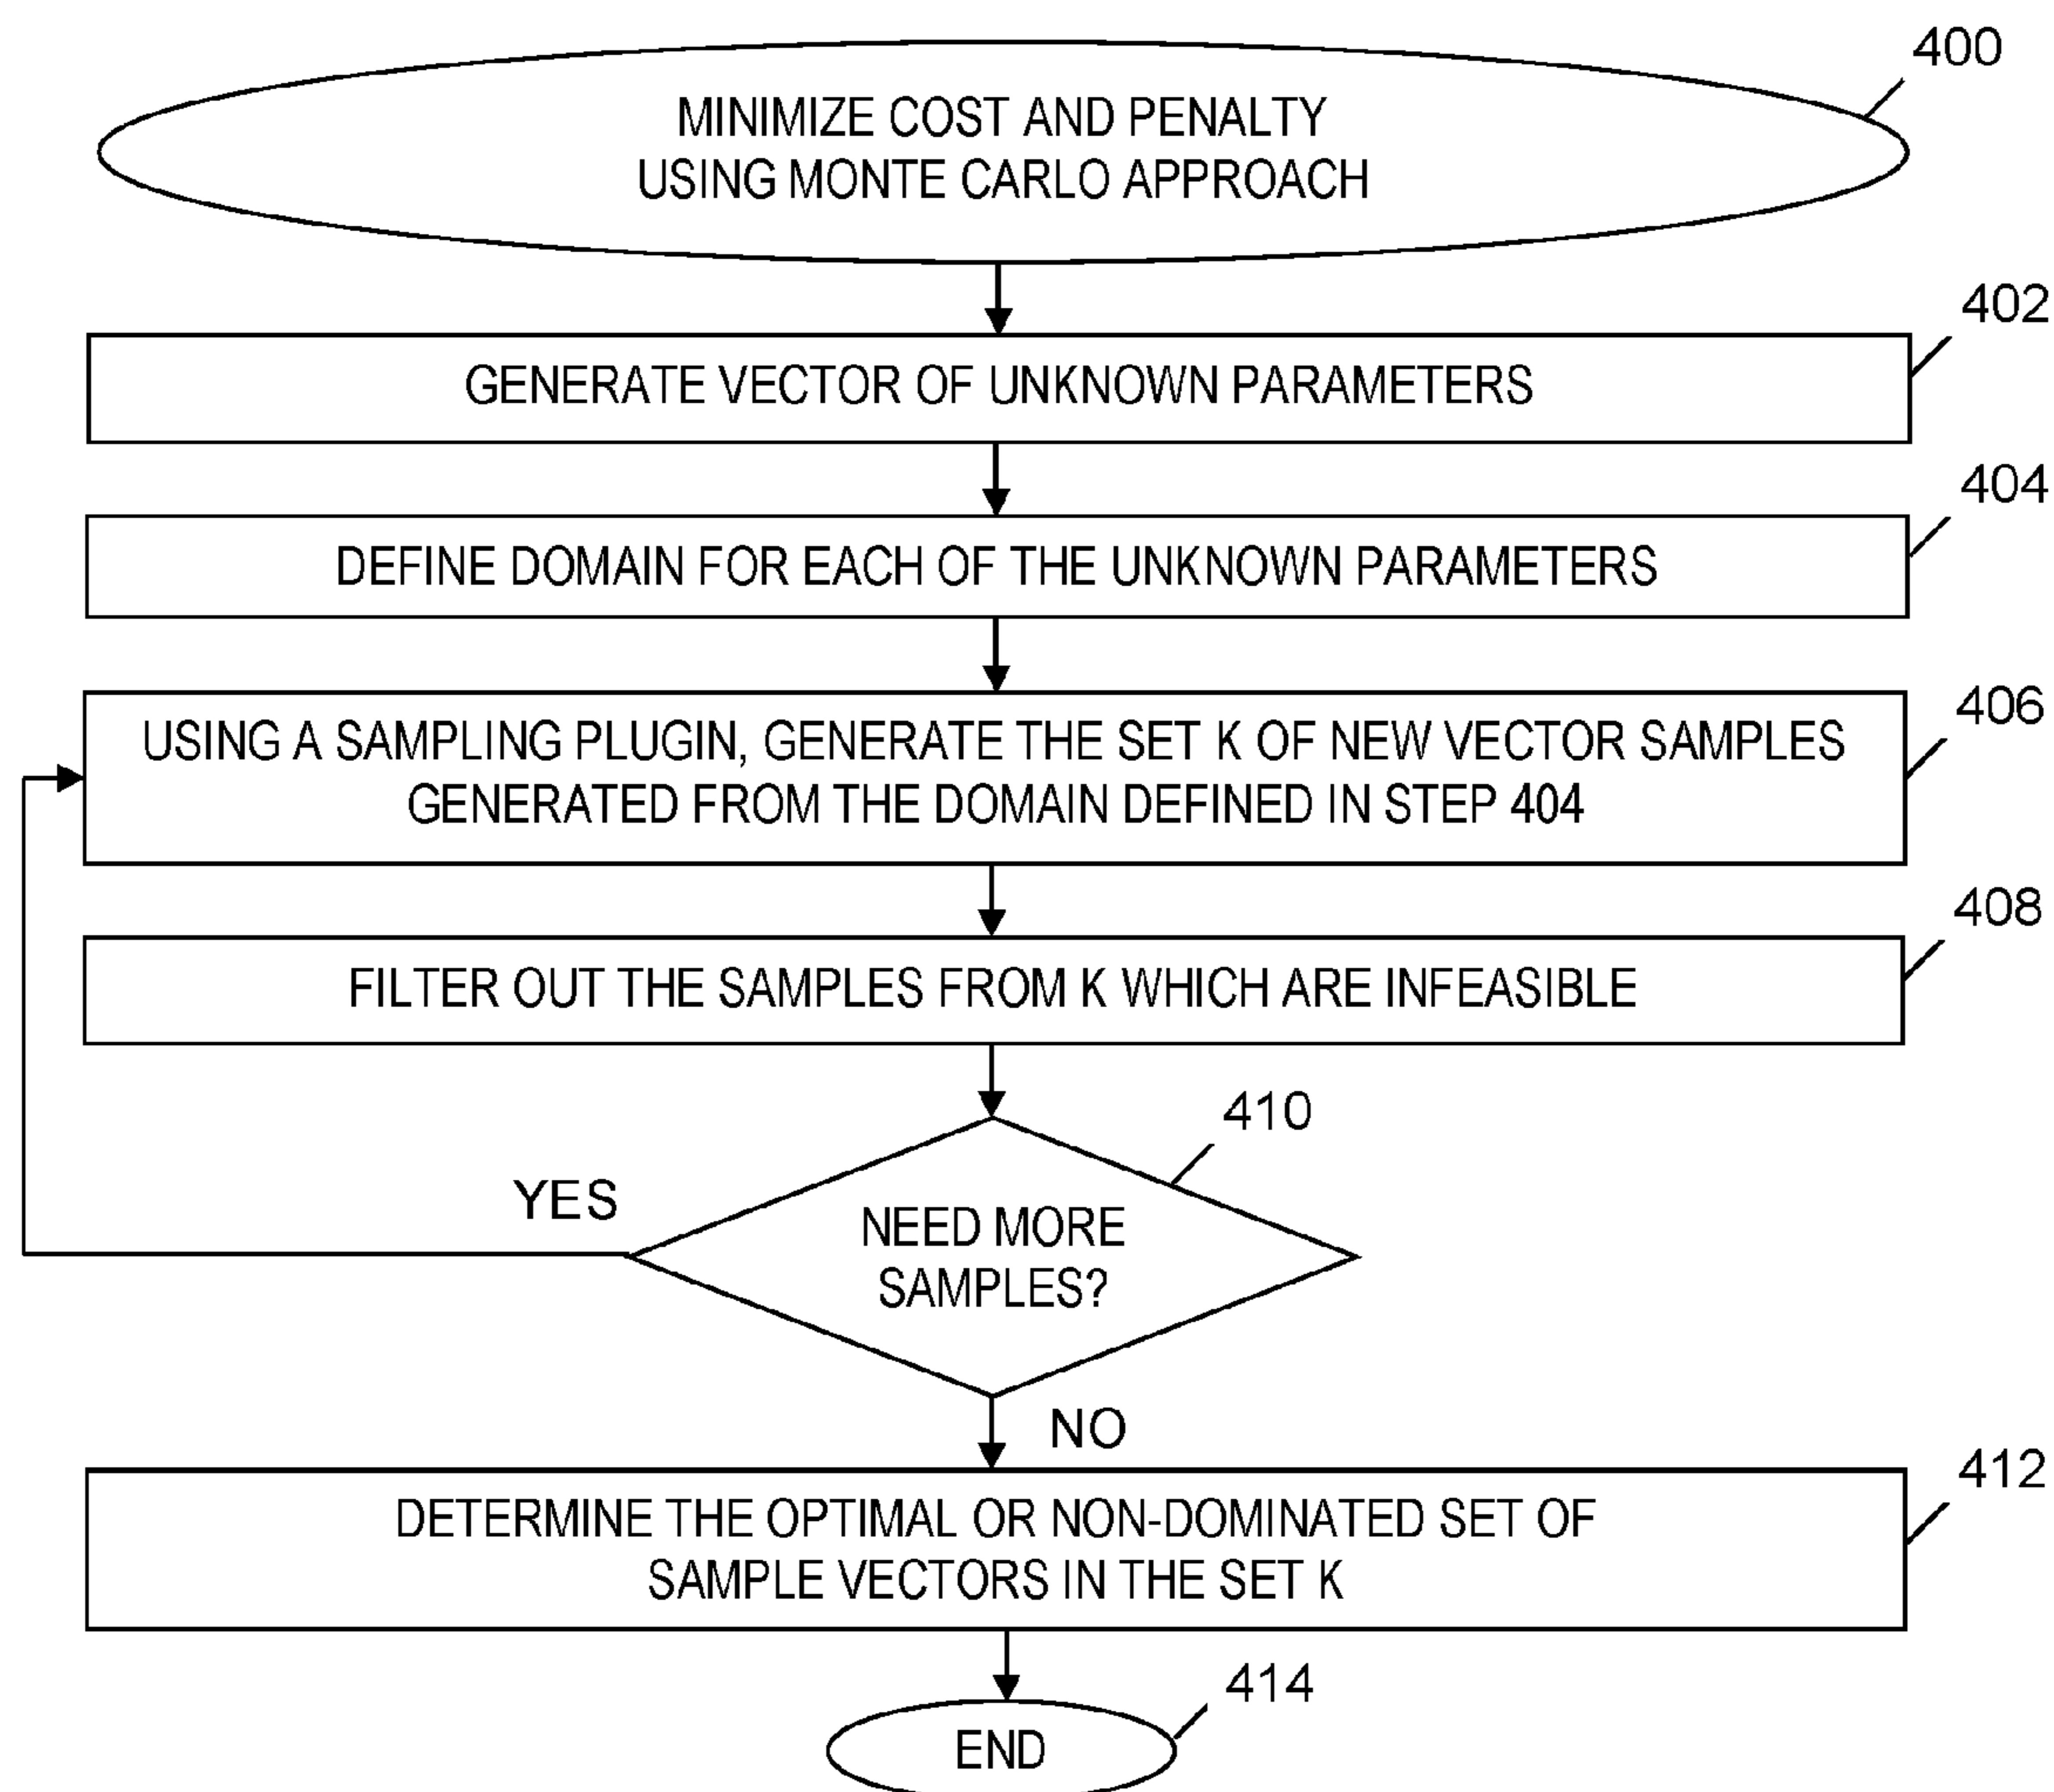 400
MINIMIZE COST AND PENALTY
USING MONTE CARLO APPROACH
402
GENERATE VECTOR OF UNKNOWN PARAMETERS
404
DEFINE DOMAIN FOR EACH OF THE UNKNOWN PARAMETERS
406
USING A SAMPLING PLUGIN, GENERATE THE SET K OF NEW VECTOR SAMPLES
GENERATED FROM THE DOMAIN DEFINED IN STEP 404
408
FILTER OUT THE SAMPLES FROM K WHICH ARE INFEASIBLE
410
YES
NEED MORE
SAMPLES?
NO
412
DETERMINE THE OPTIMAL OR NON-DOMINATED SET OF
SAMPLE VECTORS IN THE SET K
414
END